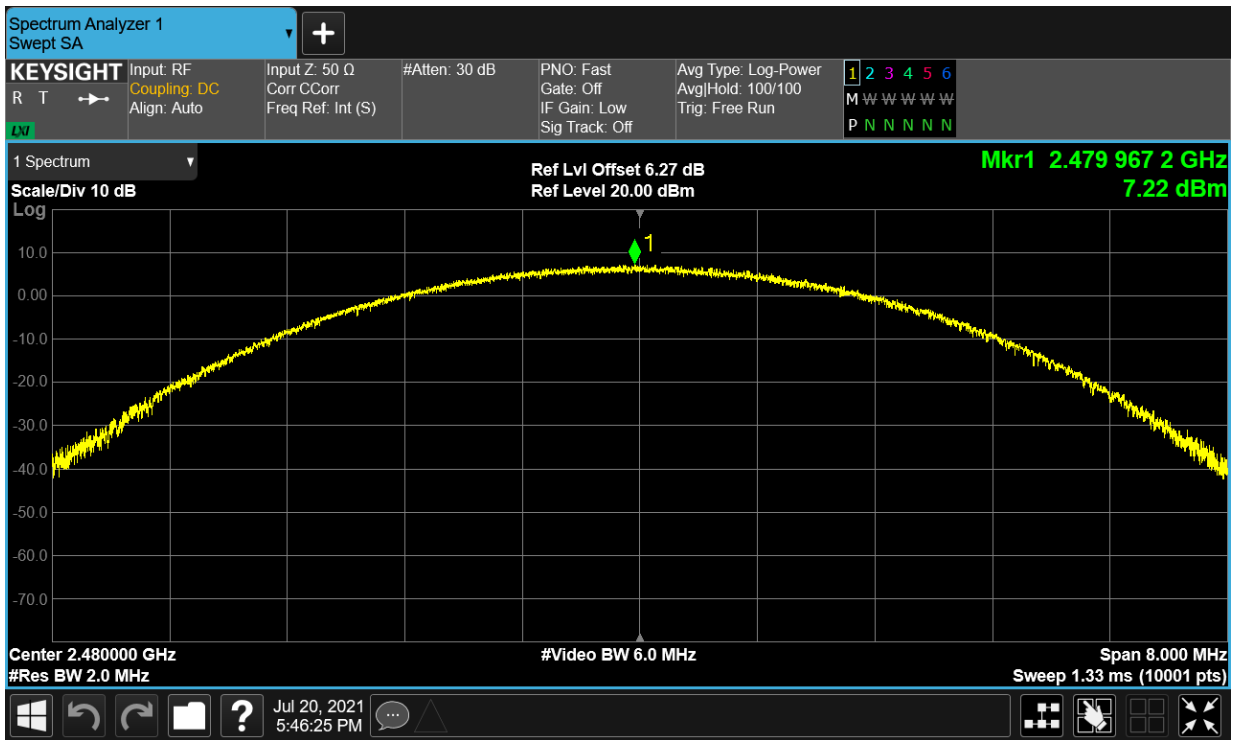 Spectrum Analyzer 1
Swept SA
KEYSIGHT
R T
LXI
Input: RF
Coupling: DC
Align: Auto
Input Z: 50 Ω
Corr CCorr
Freq Ref: Int (S)
#Atten: 30 dB
PNO: Fast
Gate: Off
IF Gain: Low
Sig Track: Off
Avg Type: Log-Power
Avg|Hold: 100/100
Trig: Free Run
1 2 3 4 5 6
M W W W W W
P N N N N N
1 Spectrum
Scale/Div 10 dB
Log
Ref Lvl Offset 6.27 dB
Ref Level 20.00 dBm
Mkr1 2.479 967 2 GHz
7.22 dBm
1
10.0
0.00
-10.0
-20.0
-30.0
-40.0
-50.0
-60.0
-70.0
Center 2.480000 GHz
#Res BW 2.0 MHz
#Video BW 6.0 MHz
Span 8.000 MHz
Sweep 1.33 ms (10001 pts)
?
Jul 20, 2021
5:46:25 PM